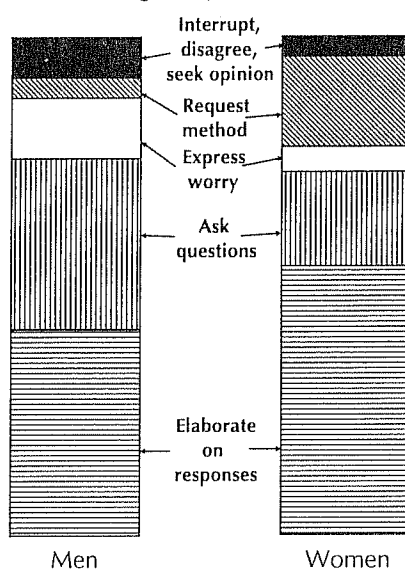 Interrupt,
disagree,
seek opinion
Request
method
Express
worry
Ask
questions
Elaborate
on
responses
Men
Women